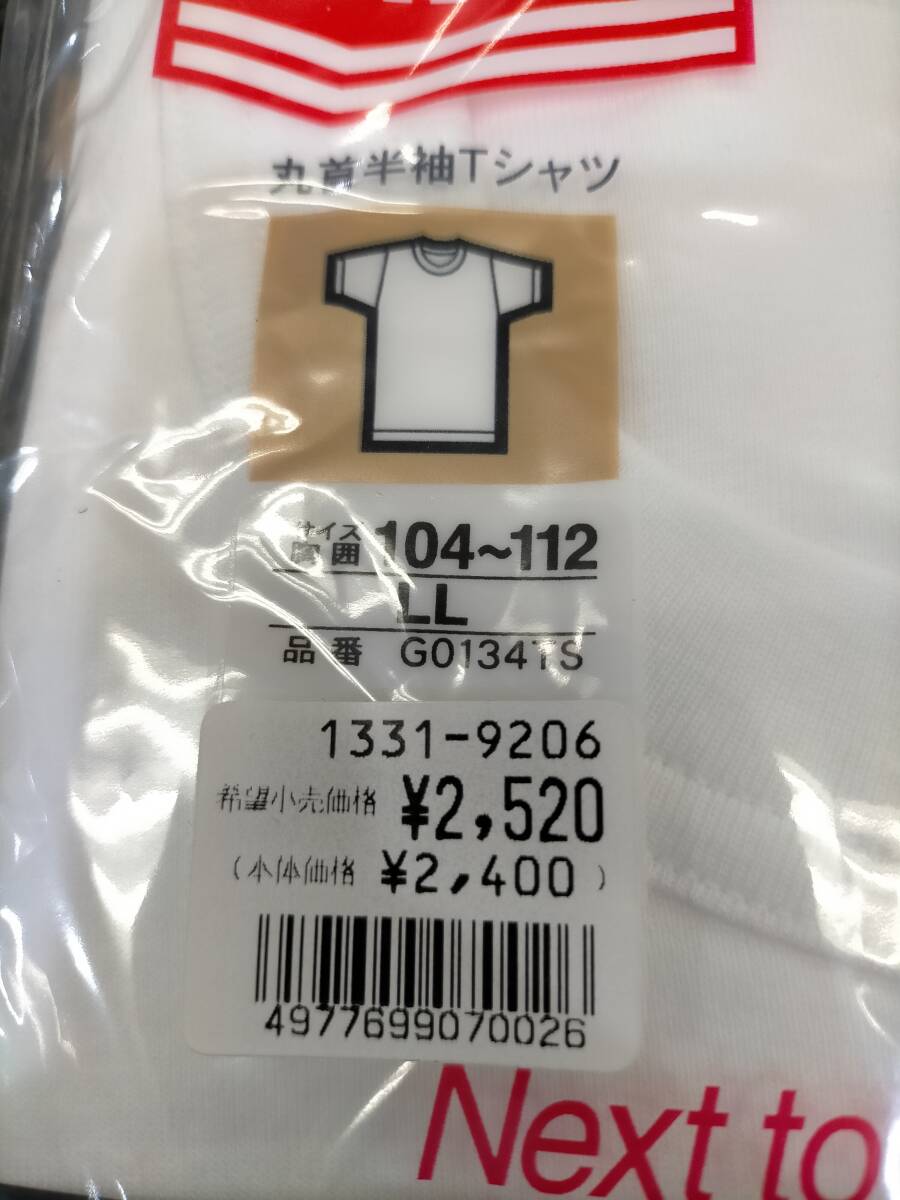 丸首半袖Tシャツ
サイズ
胸囲 104~112
LL
品番 G0134TS
1331-9206
希望小売価格 ¥2,520
(本体価格 ¥2,400)
4977699070026
Next to